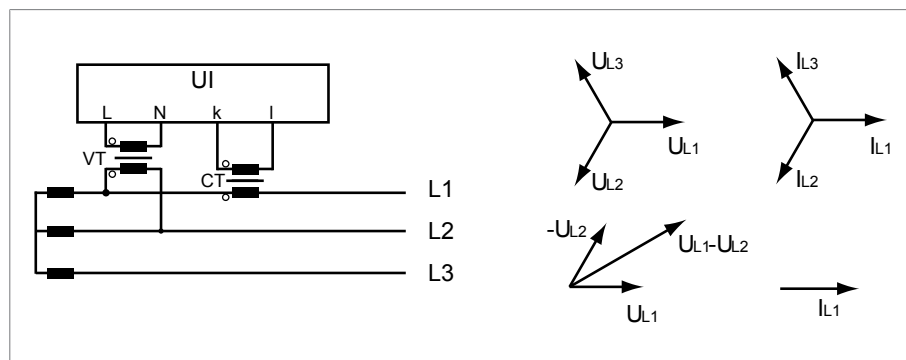 UI
L N k l
VT
CT
L1
L2
L3
UL3
UL1
UL2
IL3
IL1
IL2
-UL2
UL1-UL2
UL1
IL1